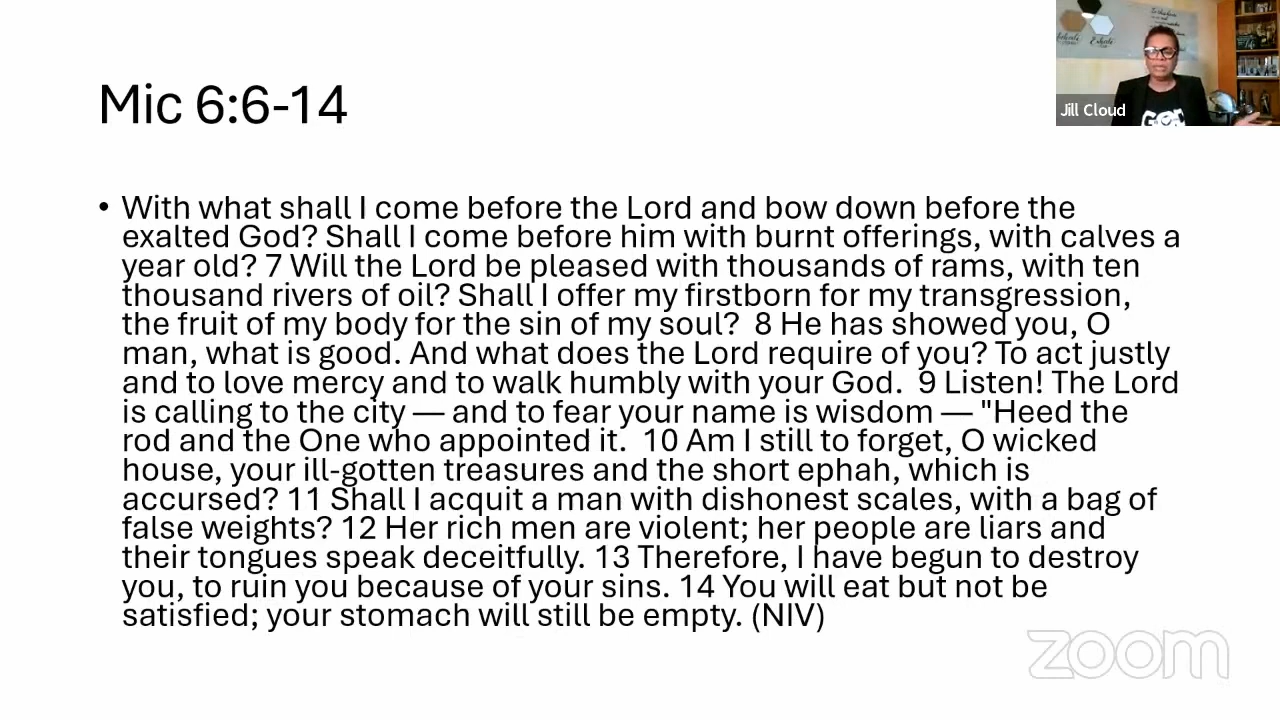 Mic 6:6-14
Jill Cloud
• With what shall I come before the Lord and bow down before the
exalted God? Shall I come before him with burnt offerings, with calves a
year old? 7 Will the Lord be pleased with thousands of rams, with ten
thousand rivers of oil? Shall I offer my firstborn for my transgression,
the fruit of my body for the sin of my soul?  8 He has showed you, O
man, what is good. And what does the Lord require of you? To act justly
and to love mercy and to walk humbly with your God.  9 Listen! The Lord
is calling to the city — and to fear your name is wisdom — "Heed the
rod and the One who appointed it.  10 Am I still to forget, O wicked
house, your ill-gotten treasures and the short ephah, which is
accursed? 11 Shall I acquit a man with dishonest scales, with a bag of
false weights? 12 Her rich men are violent; her people are liars and
their tongues speak deceitfully. 13 Therefore, I have begun to destroy
you, to ruin you because of your sins. 14 You will eat but not be
satisfied; your stomach will still be empty. (NIV)
zoom